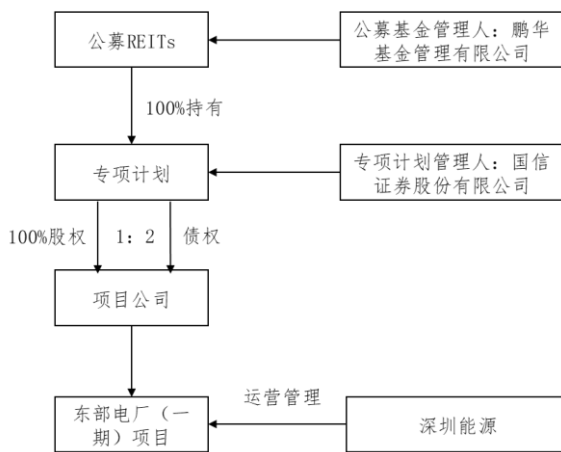 公募REITs
公募基金管理人：鹏华
基金管理有限公司
100%持有
专项计划
专项计划管理人：国信
证券股份有限公司
100%股权
1：2
债权
项目公司
东部电厂（一
期）项目
运营管理
深圳能源